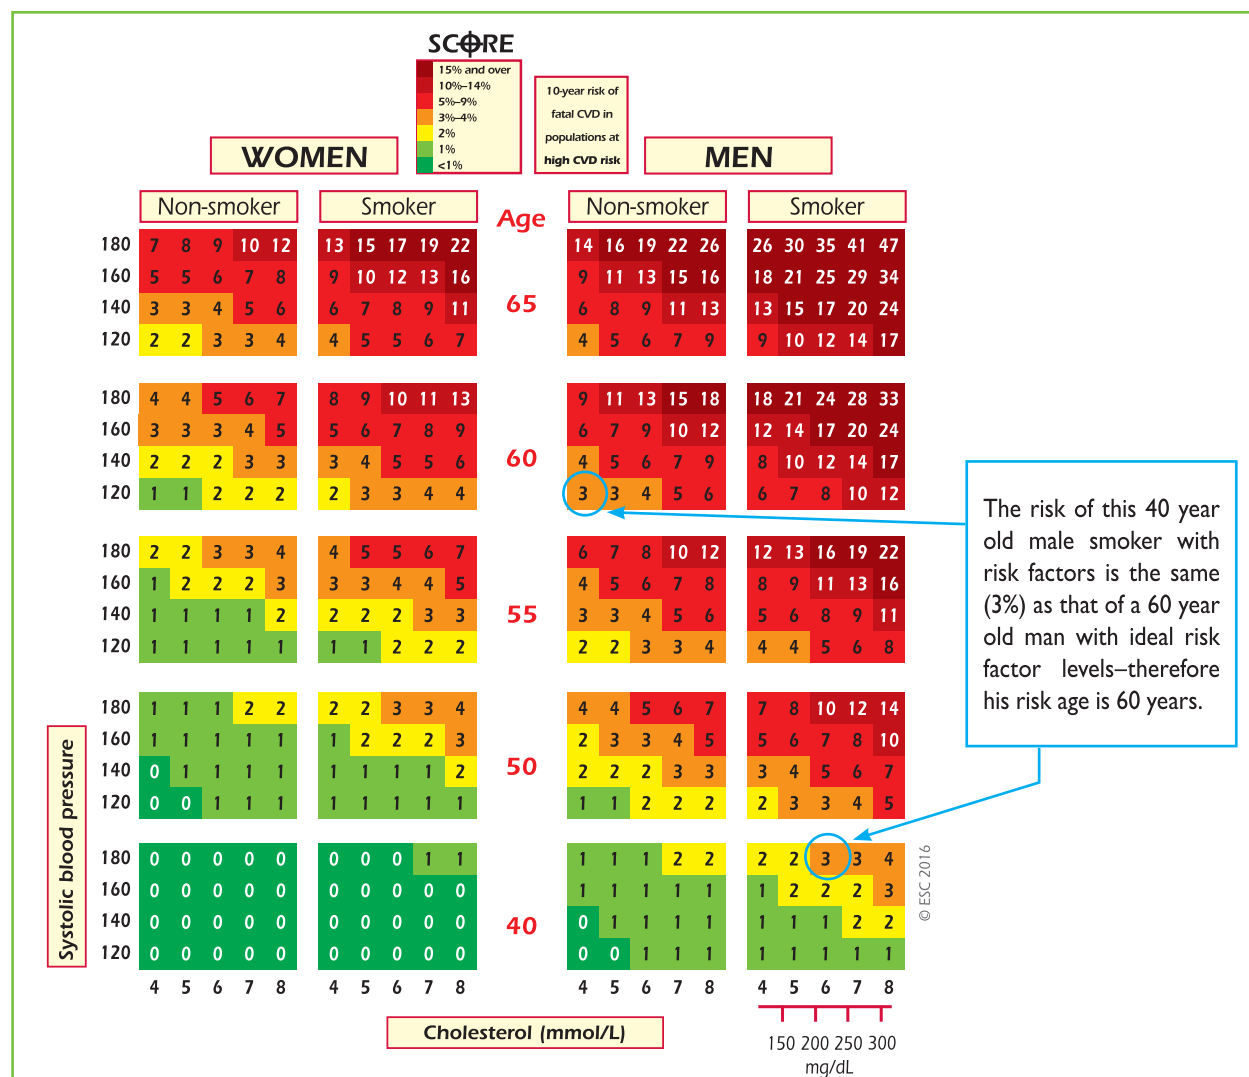 SCORE
15% and over
10%–14%
5%–9%
3%–4%
2%
1%
<1%
10-year risk of
fatal CVD in
populations at
high CVD risk
WOMEN
MEN
Non-smoker
Smoker
Age
Non-smoker
Smoker
180 7 8 9 10 12 13 15 17 19 22 14 16 19 22 26 26 30 35 41 47
160 5 5 6 7 8 9 10 12 13 16 9 11 13 15 16 18 21 25 29 34
65
140 3 3 4 5 6 6 7 8 9 11 6 8 9 11 13 13 15 17 20 24
120 2 2 3 3 4 4 5 5 6 7 4 5 6 7 9 9 10 12 14 17
180 4 4 5 6 7 8 9 10 11 13 9 11 13 15 18 18 21 24 28 33
160 3 3 3 4 5 5 6 7 8 9 6 7 9 10 12 12 14 17 20 24
60
140 2 2 2 3 3 3 4 5 5 6 4 5 6 7 9 8 10 12 14 17
120 1 1 2 2 2 2 3 3 4 4 3 3 4 5 6 6 7 8 10 12
180 2 2 3 3 4 4 5 5 6 7 6 7 8 10 12 12 13 16 19 22
160 1 2 2 2 3 3 3 4 4 5 4 5 6 7 8 8 9 11 13 16
55
140 1 1 1 1 2 2 2 2 3 3 3 3 4 5 6 5 6 8 9 11
120 1 1 1 1 1 1 1 2 2 2 2 2 3 3 4 4 4 5 6 8
180 1 1 1 2 2 2 2 3 3 4 4 4 5 6 7 7 8 10 12 14
160 1 1 1 1 1 1 2 2 2 3 2 3 3 4 5 5 6 7 8 10
50
140 0 1 1 1 1 1 1 1 1 2 2 2 2 3 3 3 4 5 6 7
120 0 0 1 1 1 1 1 1 1 1 1 1 2 2 2 2 3 3 4 5
180 0 0 0 0 0 0 0 0 1 1 1 1 1 2 2 2 2 3 3 4
160 0 0 0 0 0 0 0 0 0 0 1 1 1 1 1 1 2 2 2 3
40
140 0 0 0 0 0 0 0 0 0 0 0 1 1 1 1 1 1 1 2 2
120 0 0 0 0 0 0 0 0 0 0 0 0 1 1 1 1 1 1 1 1
4 5 6 7 8 4 5 6 7 8 4 5 6 7 8 4 5 6 7 8
Systolic blood pressure
Cholesterol (mmol/L)
150 200 250 300
mg/dL
© ESC 2016
The risk of this 40 year
old male smoker with
risk factors is the same
(3%) as that of a 60 year
old man with ideal risk
factor levels–therefore
his risk age is 60 years.